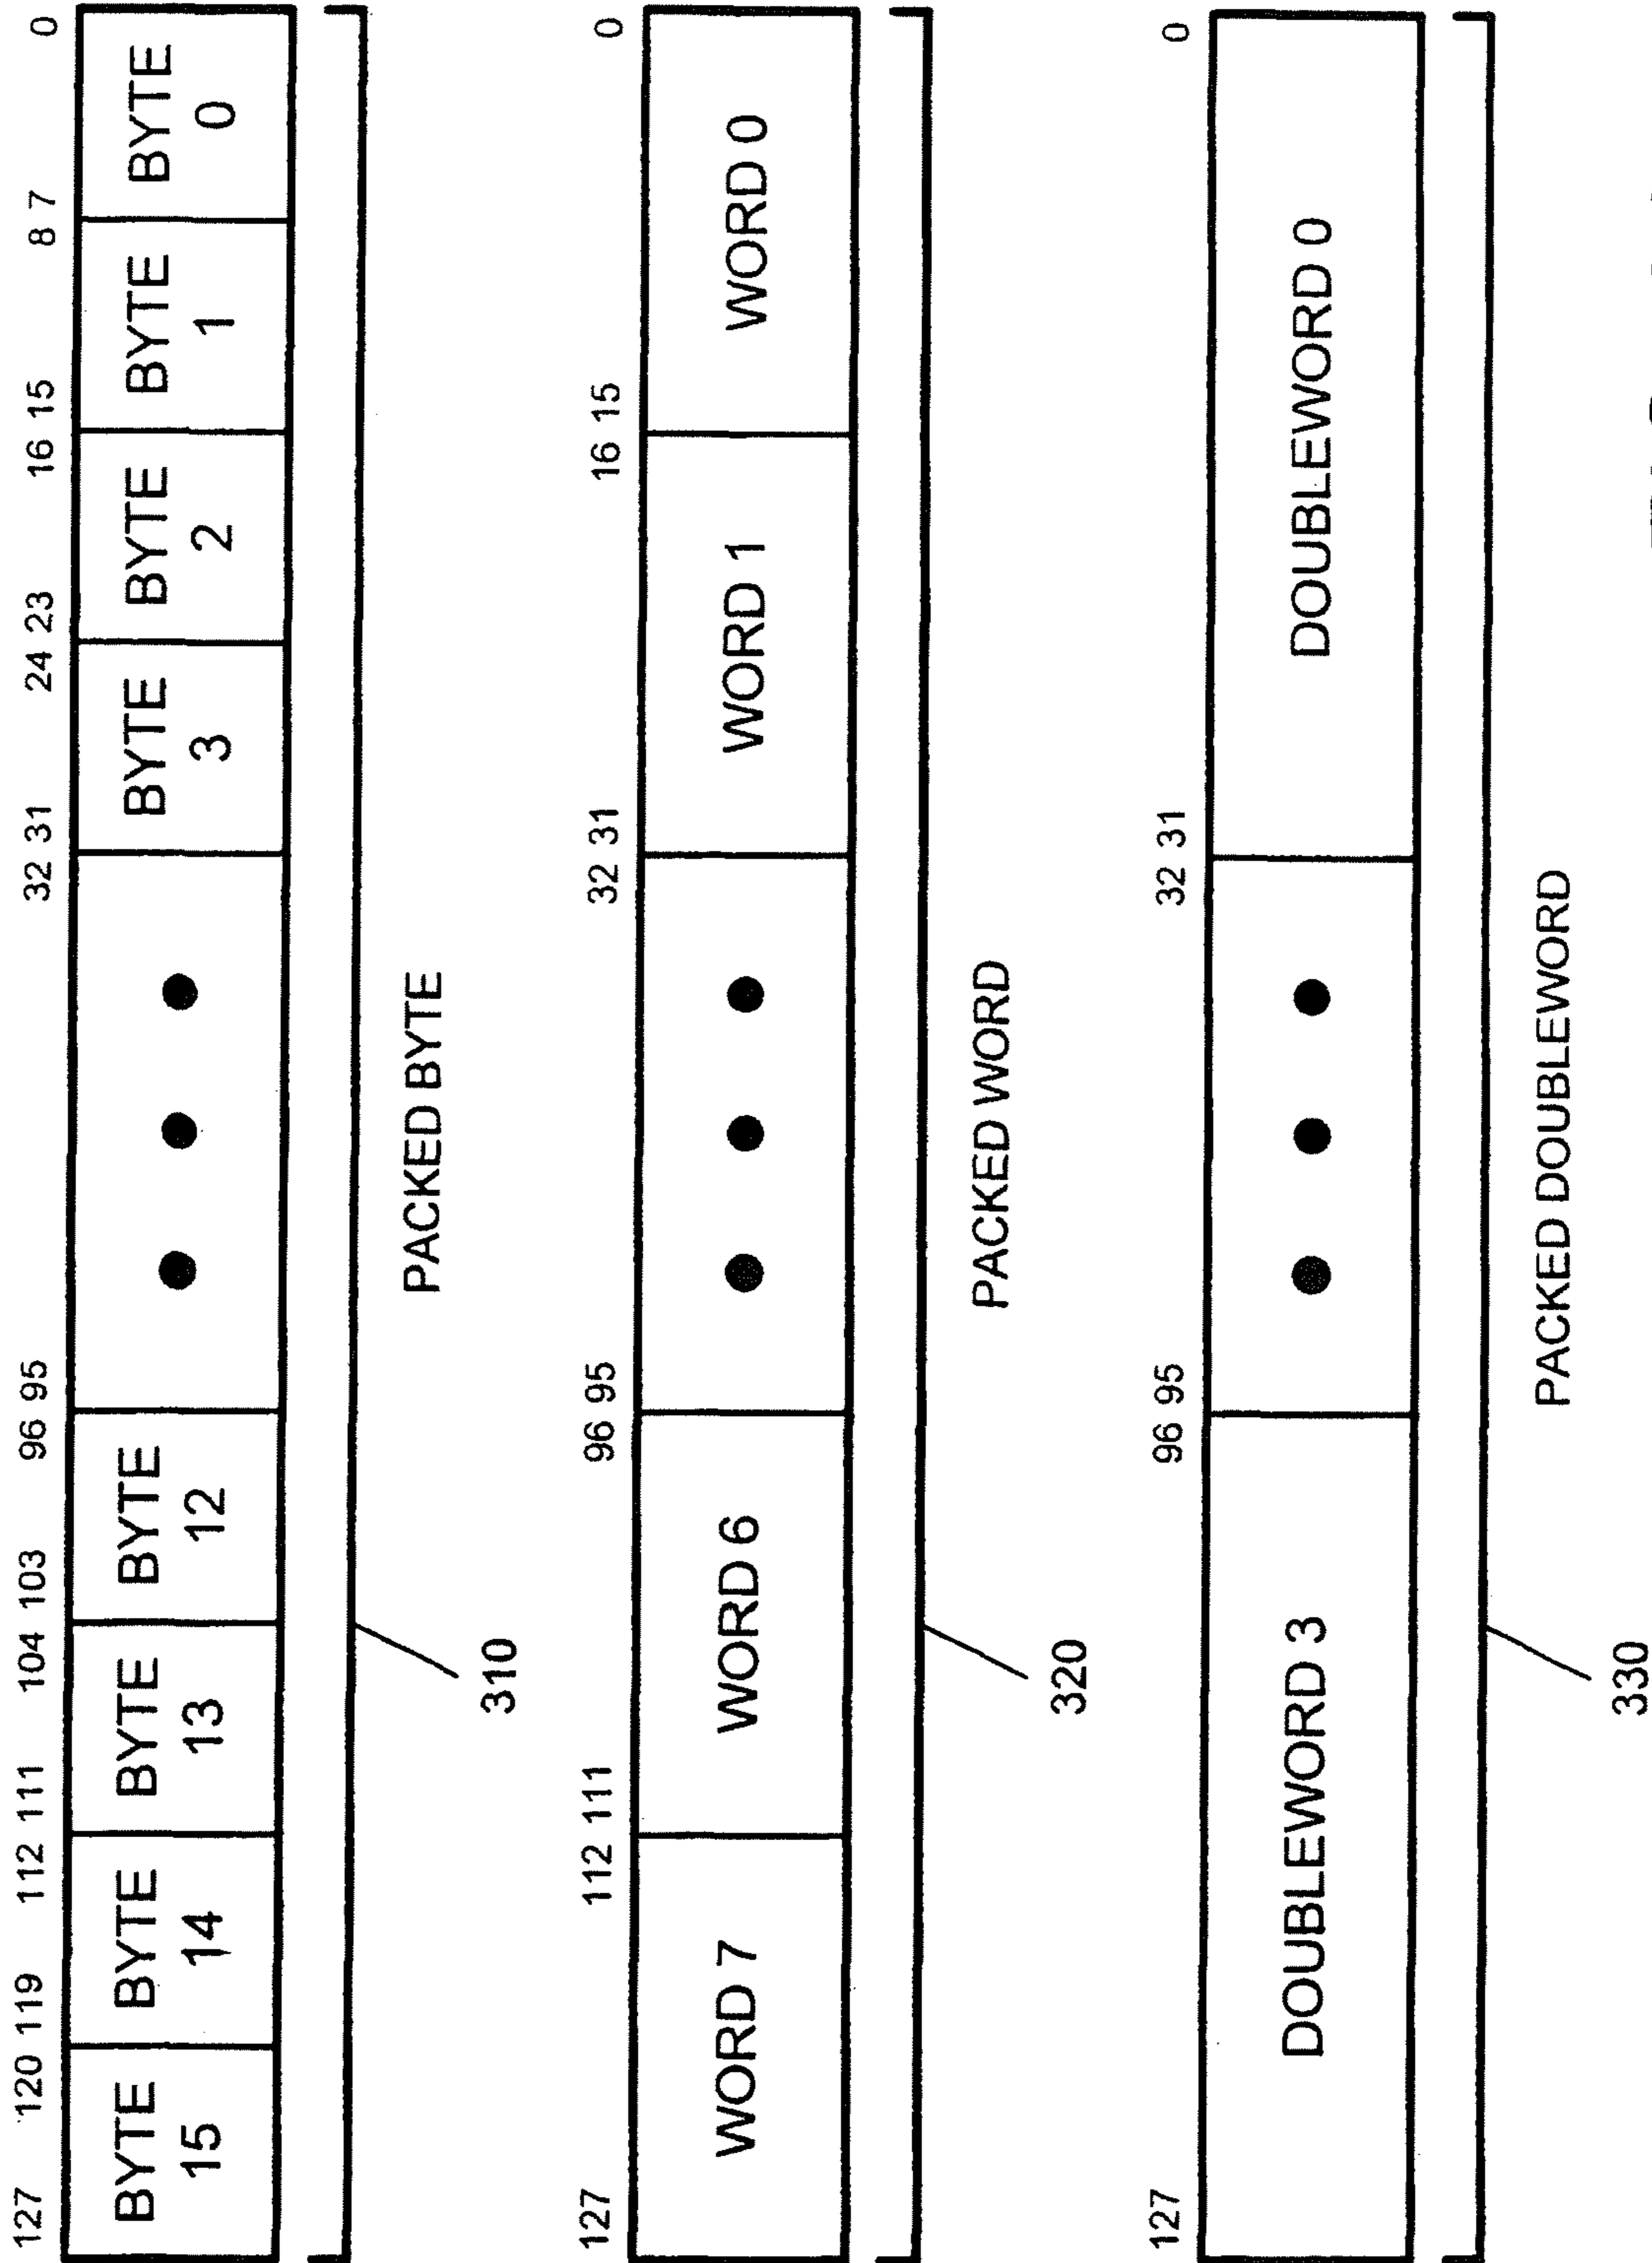 127 120 119 112 111 104 103 96 95 32 31 24 23 16 15 8 7 0
BYTE 15 BYTE 14 BYTE 13 BYTE 12 BYTE 3 BYTE 2 BYTE 1 BYTE 0
310
PACKED BYTE
127 112 111 96 95 32 31 16 15 0
WORD 7 WORD 6 WORD 1 WORD 0
320
PACKED WORD
127 96 95 32 31 0
DOUBLEWORD 3 DOUBLEWORD 0
330
PACKED DOUBLEWORD